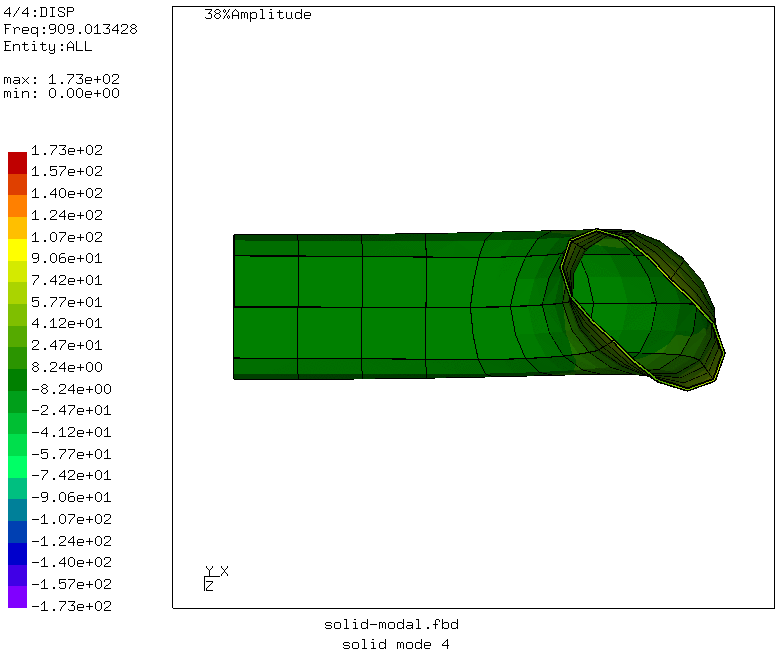 4/4:DISP
Freq:909.013428
Entity:ALL
max: 1.73e+02
min: 0.00e+00
38%Amplitude
1.73e+02
1.57e+02
1.40e+02
1.24e+02
1.07e+02
9.06e+01
7.42e+01
5.77e+01
4.12e+01
2.47e+01
8.24e+00
-8.24e+00
-2.47e+01
-4.12e+01
-5.77e+01
-7.42e+01
-9.06e+01
-1.07e+02
-1.24e+02
-1.40e+02
-1.57e+02
-1.73e+02
Y X
Z
solid-modal.fbd
solid mode 4